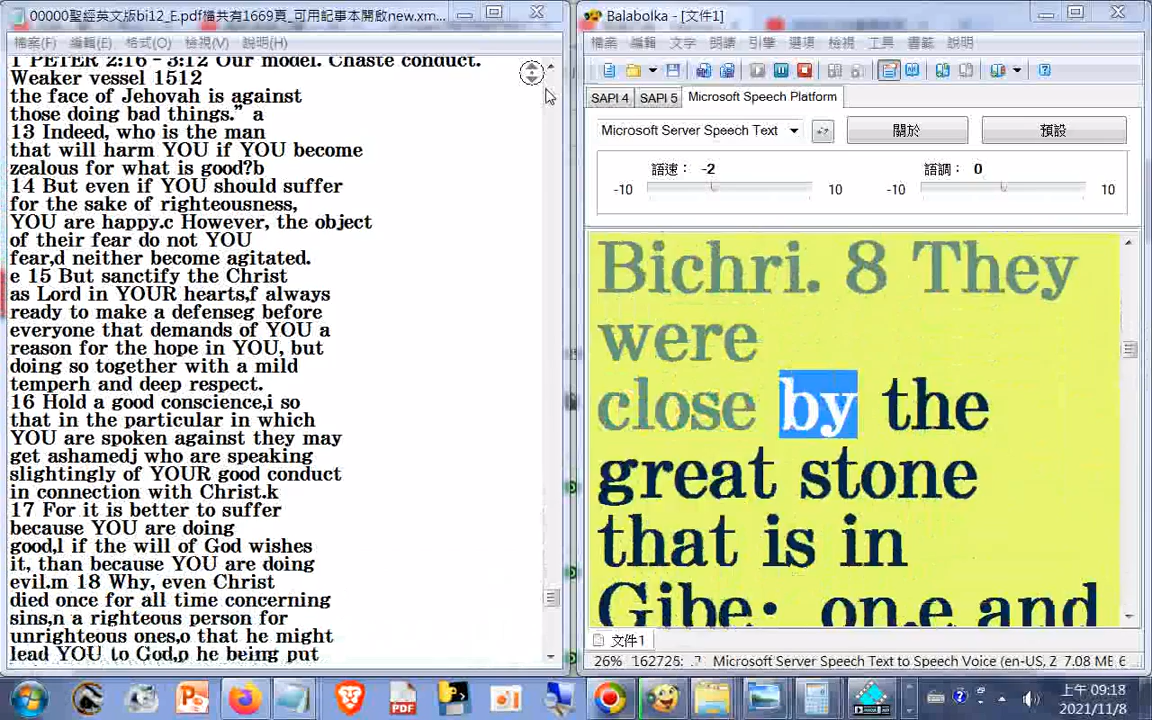 00000聖經英文版bi12_E.pdf檔共有1669頁_可用記事本開啟new.xm...
檔案(F) 編輯(E) 格式(O) 檢視(V) 說明(H)
1 PETER 2:16 – 3:12 Our model. Chaste conduct.
Weaker vessel 1512
the face of Jehovah is against
those doing bad things.” a
13 Indeed, who is the man
that will harm YOU if YOU become
zealous for what is good?b
14 But even if YOU should suffer
for the sake of righteousness,
YOU are happy.c However, the object
of their fear do not YOU
fear,d neither become agitated.
e 15 But sanctify the Christ
as Lord in YOUR hearts,f always
ready to make a defenseg before
everyone that demands of YOU a
reason for the hope in YOU, but
doing so together with a mild
temperh and deep respect.
16 Hold a good conscience,i so
that in the particular in which
YOU are spoken against they may
get ashamedj who are speaking
slightingly of YOUR good conduct
in connection with Christ.k
17 For it is better to suffer
because YOU are doing
good,l if the will of God wishes
it, than because YOU are doing
evil.m 18 Why, even Christ
died once for all time concerning
sins,n a righteous person for
unrighteous ones,o that he might
lead YOU to God,p he being put
Balabolka - [文件1]
檔案 編輯 文字 朗讀 引擎 選項 檢視 工具 書籤 說明
SAPI 4 SAPI 5 Microsoft Speech Platform
Microsoft Server Speech Text 關於 預設
語速： -2 語調： 0
-10 10 -10 10
Bichri. 8 They
were
close by the
great stone
that is in
Gibe· on,e and
文件1
26% 162725: .7 Microsoft Server Speech Text to Speech Voice (en-US, 2 7.08 MB 6
PDF
上午 09:18
2021/11/8